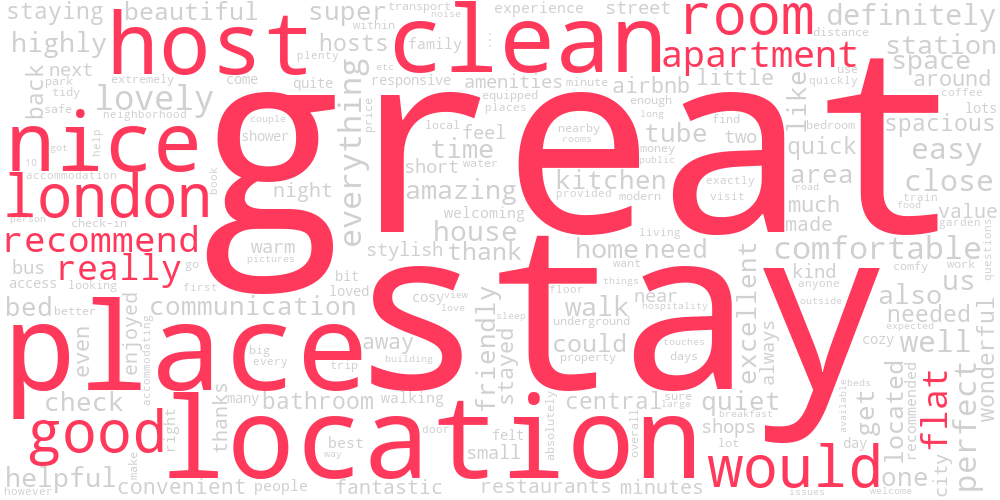 staying
beautiful
super
transport
noise
within
experience
street
definitely
room
host
clean
apartment
highly
hosts
family
plenty
distance
station
space
next
back
park
tidy
safe
extremely
neighborhood
come
quite
etc
responsive
amenities
minute
equipped
places
airbnb
little
like
use
quickly
around
coffee
lots
lovely
everything
price
great
nice
help
couple
shower
local
feel
enough
long
nearby
rooms
tube
find
two
bedroom
quick
spacious
time
money
public
easy
got
10
accommodation
book
night
short
water
amazing
kitchen
provided
modern
exactly
visit
area
road
close
train
food
london
person
check-in
welcoming
house
living
much
made
value
garden
questions
recommend
warm
pictures
stylish
thank
home
need
comfortable
really
bus
access
looking
go
first
bit
loved
cosy
view
love
want
things
floor
hospitality
near
kind
anyone
comfy
work
us
stay
bed
better
communication
friendly
sleep
stayed
walk
underground
excellent
outside
also
needed
expected
wonderful
place
even
enjoyed
accommodating
big
every
trip
away
building
could
property
touches
days
always
cozy
well
check
right
thanks
many
bathroom
walking
central
sure
large
quiet
breakfast
available
beds
get
located
recommended
flat
perfect
good
location
make
best
way
door
felt
small
absolutely
lot
shops
overall
day
would
one
city
helpful
however
convenient
people
fantastic
restaurants
minutes
issues
welcome